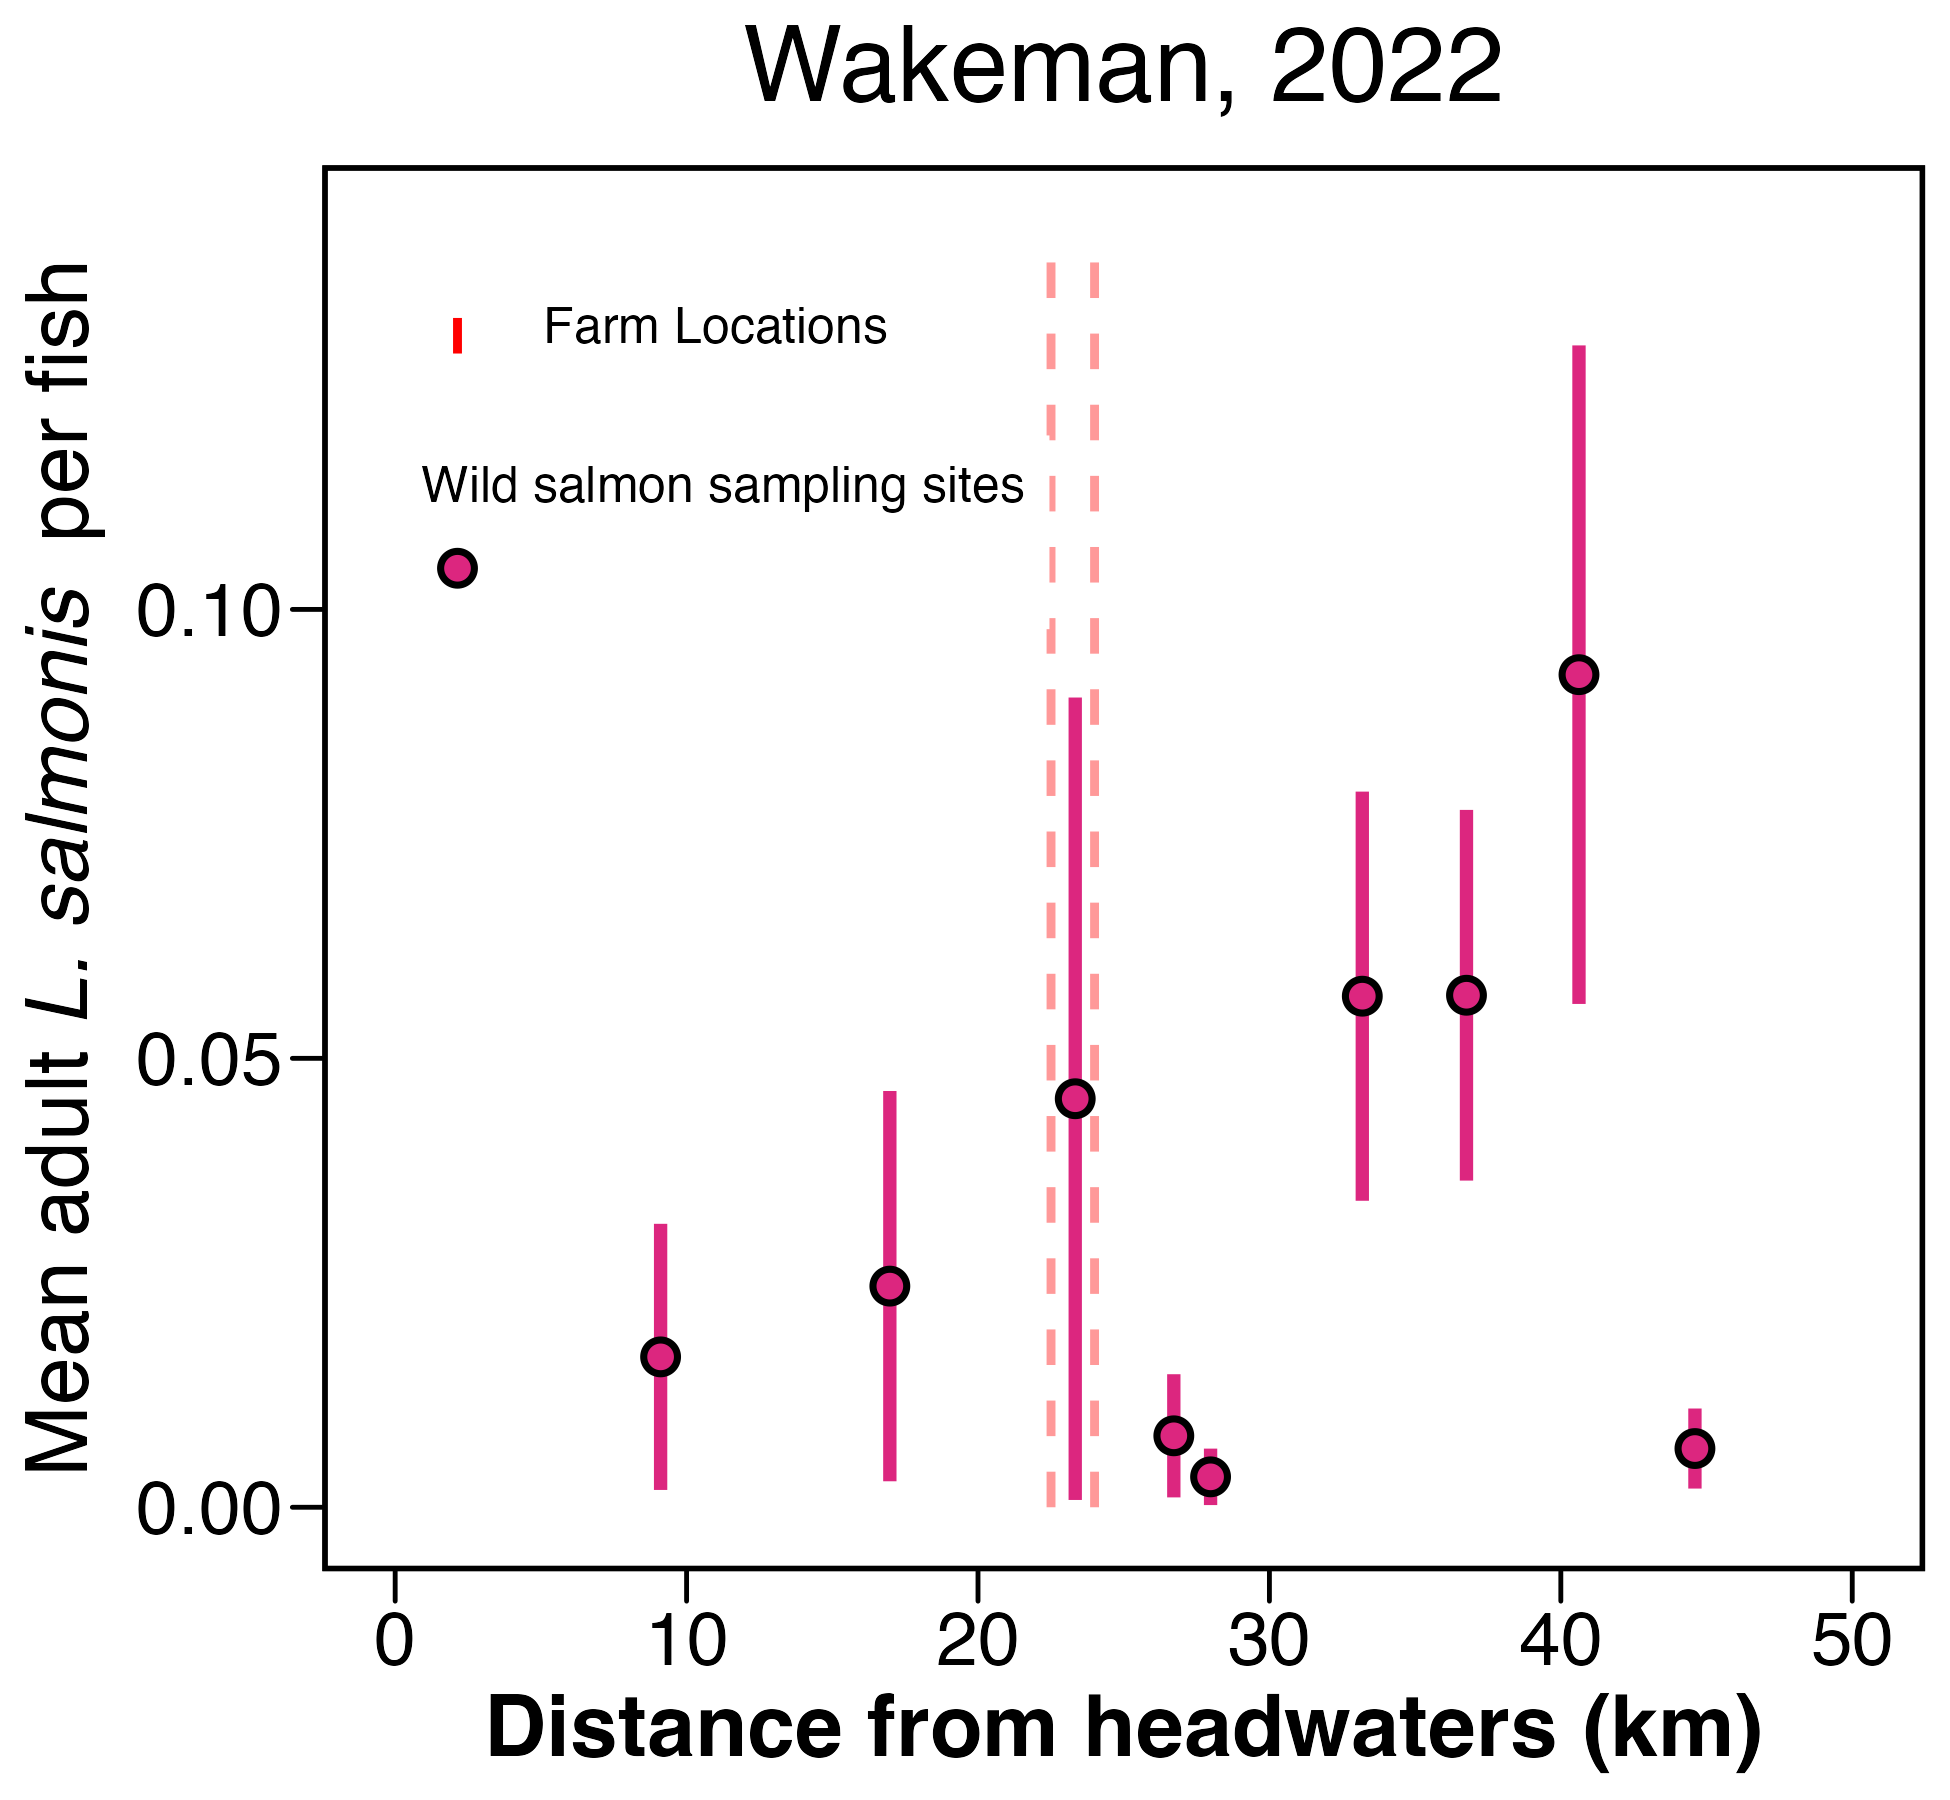 Wakeman, 2022
Mean adult L. salmonis per fish
Farm Locations
Wild salmon sampling sites
0.10
0.05
0.00
0 10 20 30 40 50
Distance from headwaters (km)